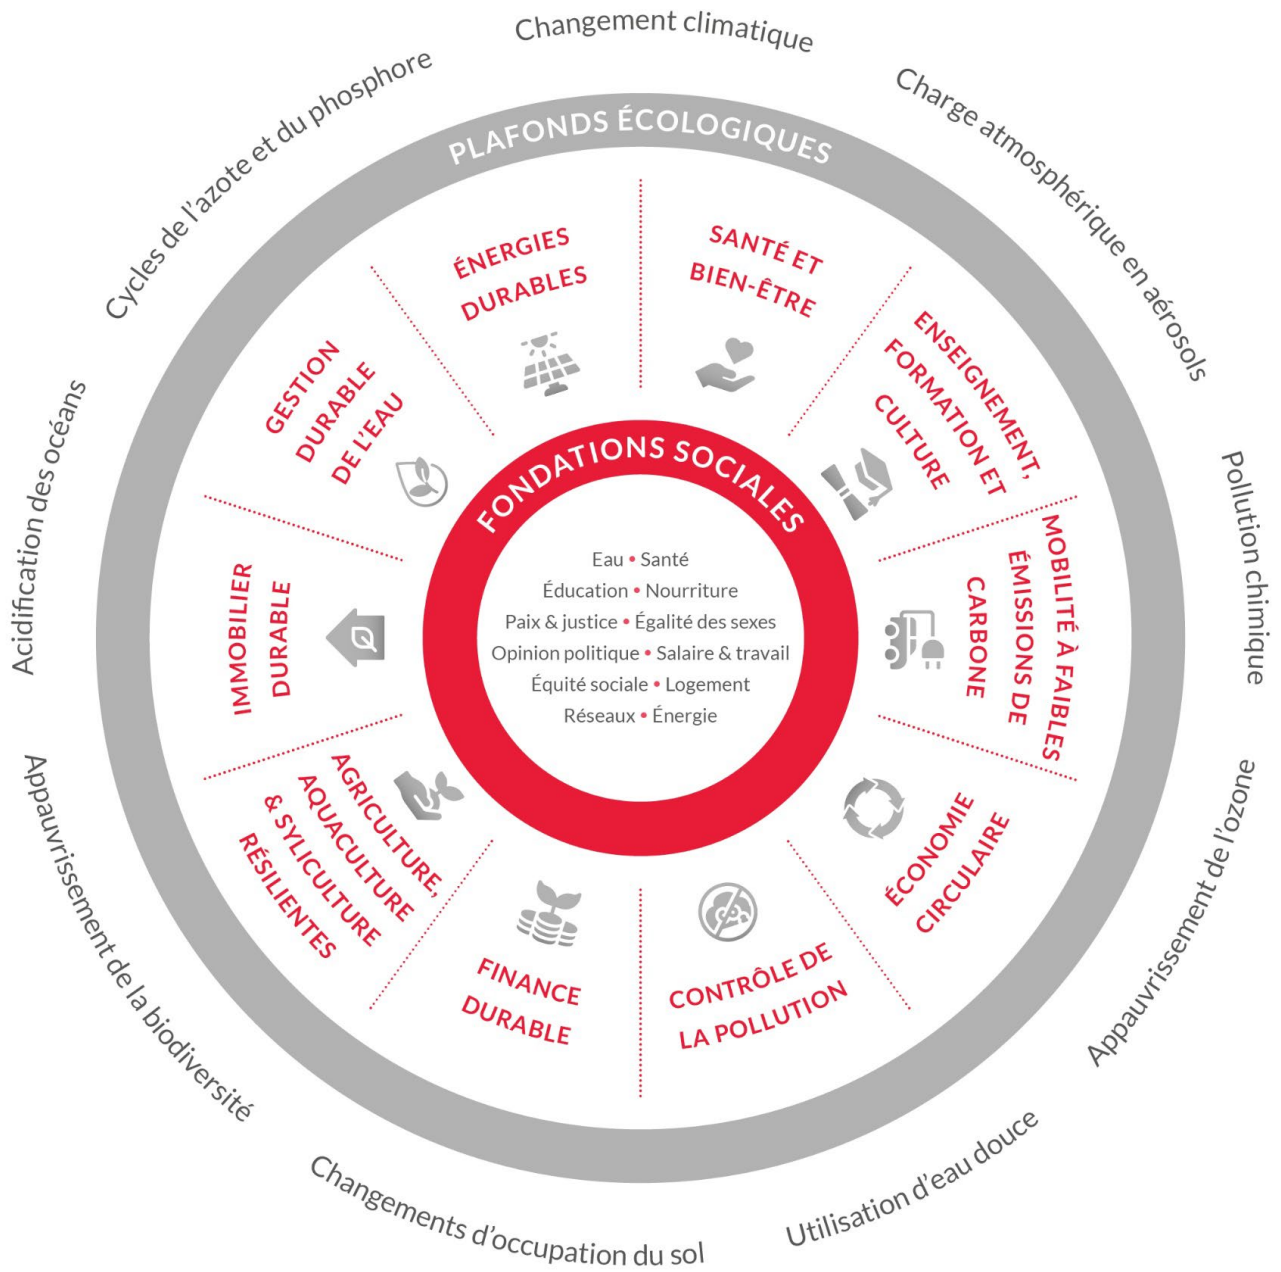 Changement climatique
Charge atmosphérique en aérosols
Pollution chimique
Appauvrissement de l'ozone
Utilisation d'eau douce
Changements d'occupation du sol
Appauvrissement de la biodiversité
Acidification des océans
Cycles de l'azote et du phosphore
PLAFONDS ÉCOLOGIQUES
SANTÉ ET
BIEN-ÊTRE
ENSEIGNEMENT,
FORMATION ET
CULTURE
MOBILITÉ À FAIBLES
ÉMISSIONS DE
CARBONE
ÉCONOMIE
CIRCULAIRE
CONTRÔLE DE
LA POLLUTION
FINANCE
DURABLE
AGRICULTURE,
AQUACULTURE
& SYLICULTURE
RÉSILIENTES
IMMOBILIER
DURABLE
GESTION
DURABLE
DE L'EAU
ÉNERGIES
DURABLES
FONDATIONS SOCIALES
Eau • Santé
Éducation • Nourriture
Paix & justice • Égalité des sexes
Opinion politique • Salaire & travail
Équité sociale • Logement
Réseaux • Énergie